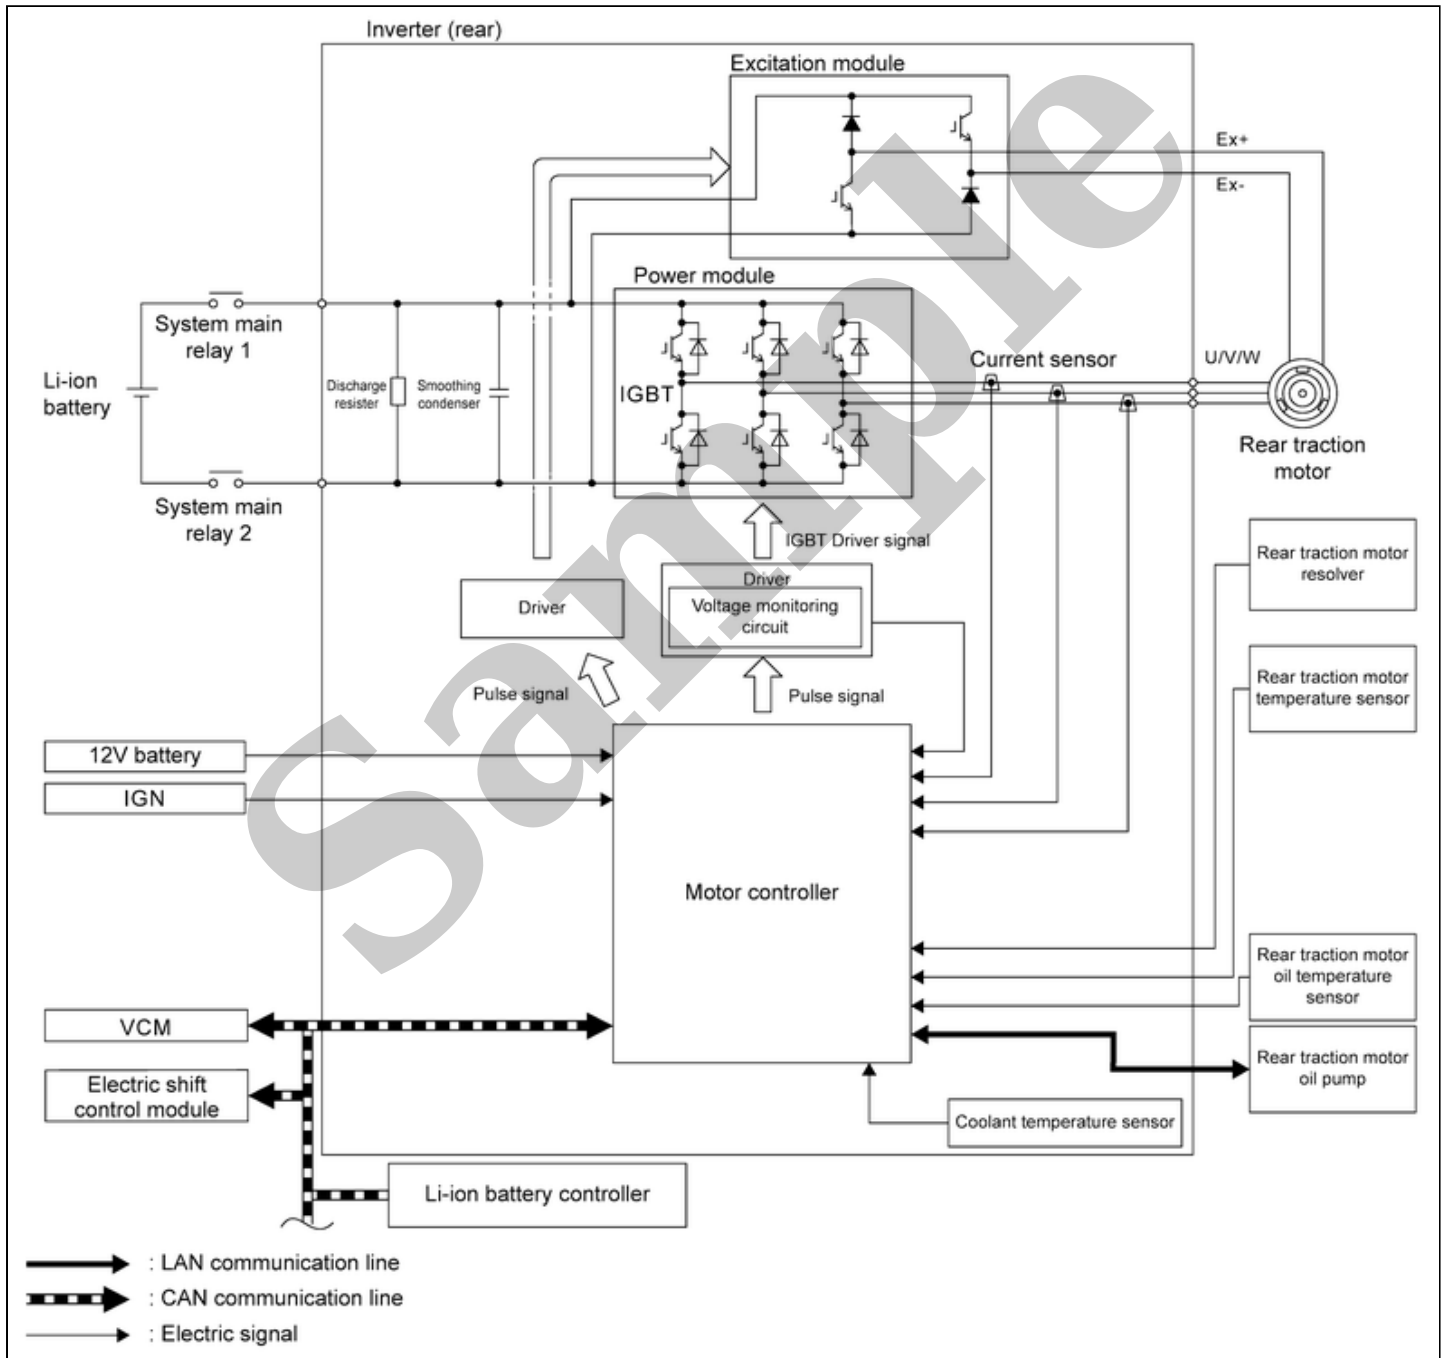 Inverter (rear)
Excitation module
Ex+
Ex-
Power module
System main
relay 1
Li-ion
battery
Discharge
resister
Smoothing
condenser
IGBT
Current sensor
U/V/W
Rear traction
motor
System main
relay 2
IGBT Driver signal
Driver
Driver
Voltage monitoring
circuit
Rear traction motor
resolver
Pulse signal
Pulse signal
Rear traction motor
temperature sensor
12V battery
IGN
Motor controller
Rear traction motor
oil temperature
sensor
VCM
Rear traction motor
oil pump
Electric shift
control module
Coolant temperature sensor
Li-ion battery controller
: LAN communication line
: CAN communication line
: Electric signal
Sample